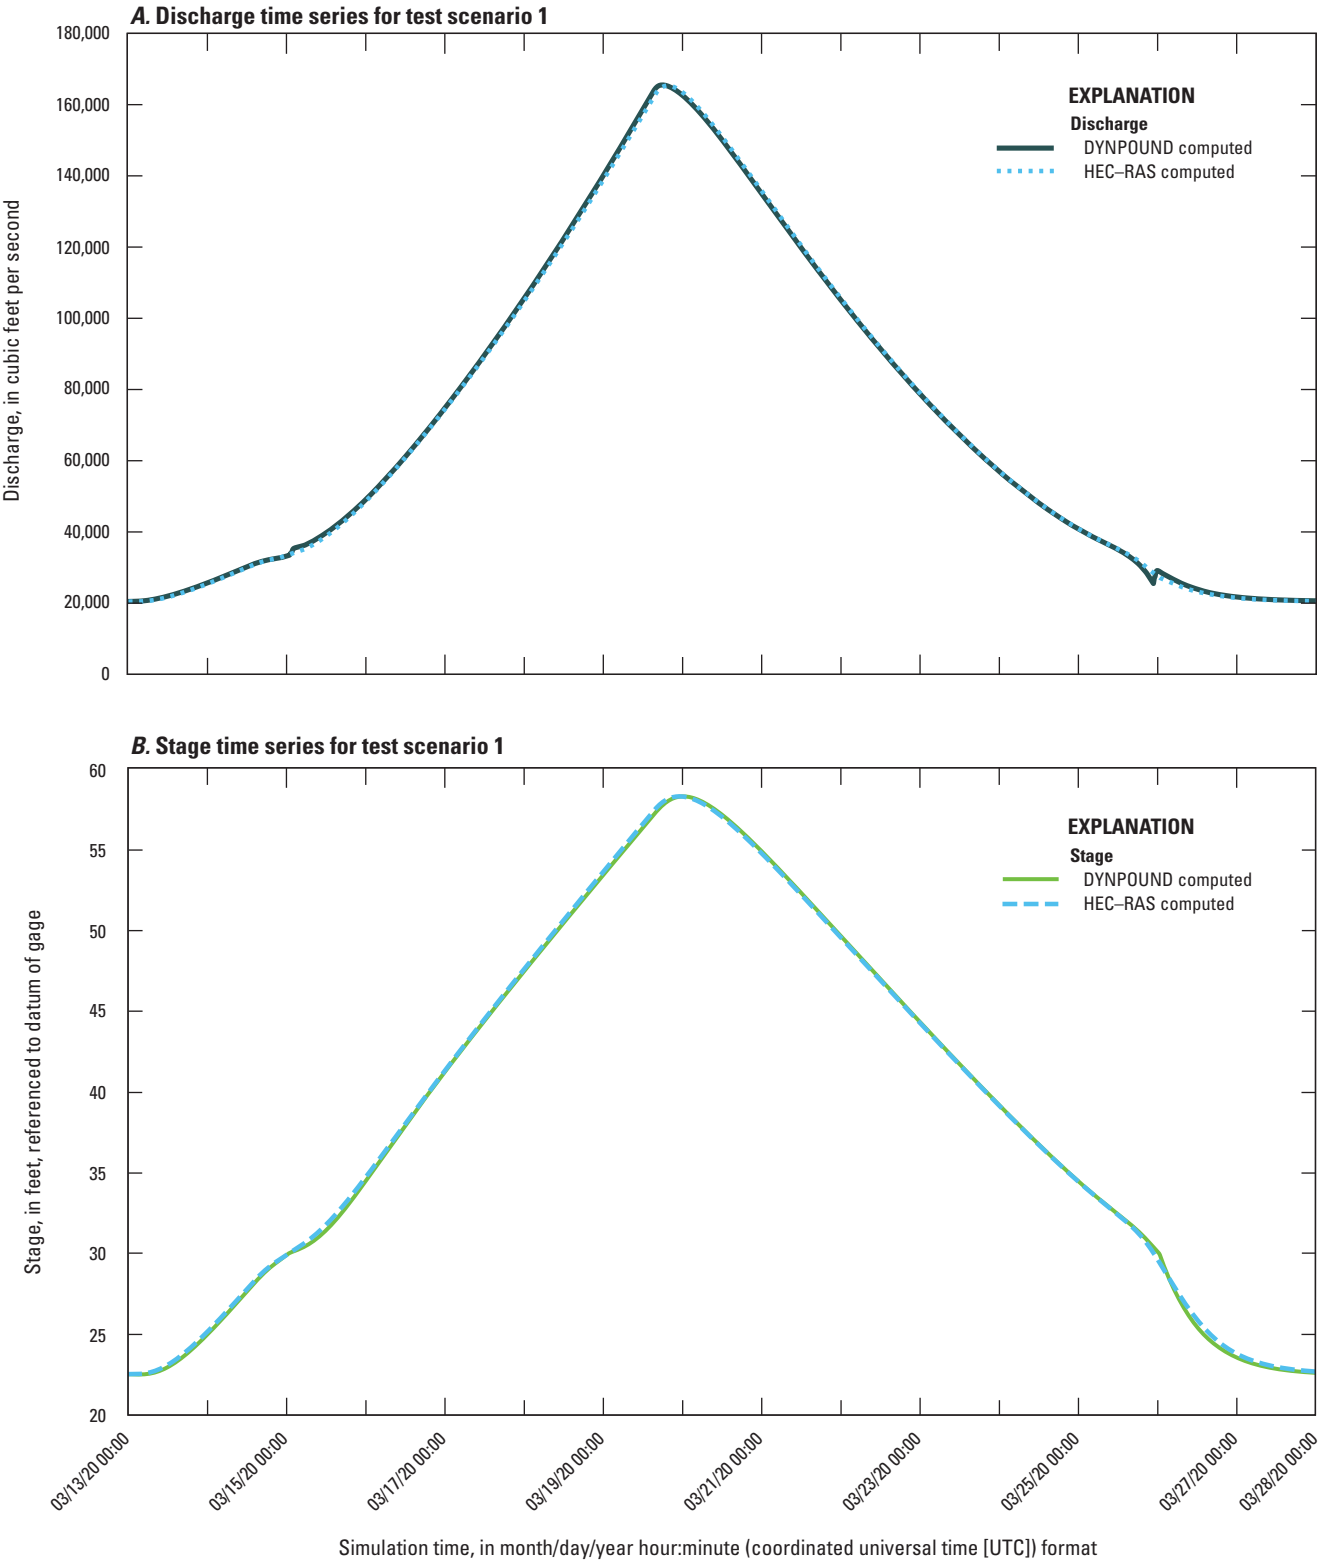 A. Discharge time series for test scenario 1
180,000
160,000
140,000
120,000
100,000
80,000
60,000
40,000
20,000
0
Discharge, in cubic feet per second
EXPLANATION
Discharge
DYNPOUND computed
HEC–RAS computed
B. Stage time series for test scenario 1
60
55
50
45
40
35
30
25
20
Stage, in feet, referenced to datum of gage
EXPLANATION
Stage
DYNPOUND computed
HEC–RAS computed
03/13/20 00:00
03/15/20 00:00
03/17/20 00:00
03/19/20 00:00
03/21/20 00:00
03/23/20 00:00
03/25/20 00:00
03/27/20 00:00
03/28/20 00:00
Simulation time, in month/day/year hour:minute (coordinated universal time [UTC]) format